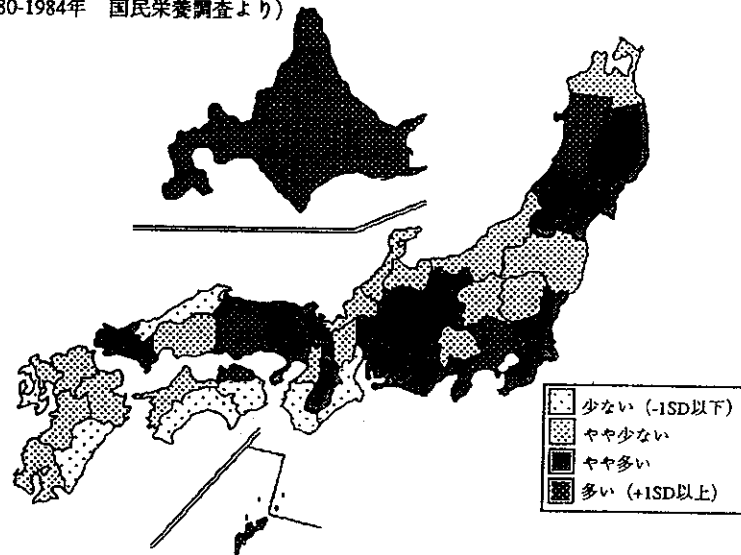 80-1984年 国民栄養調査より)
少ない (-1SD以下)
やや少ない
やや多い
多い (+1SD以上)